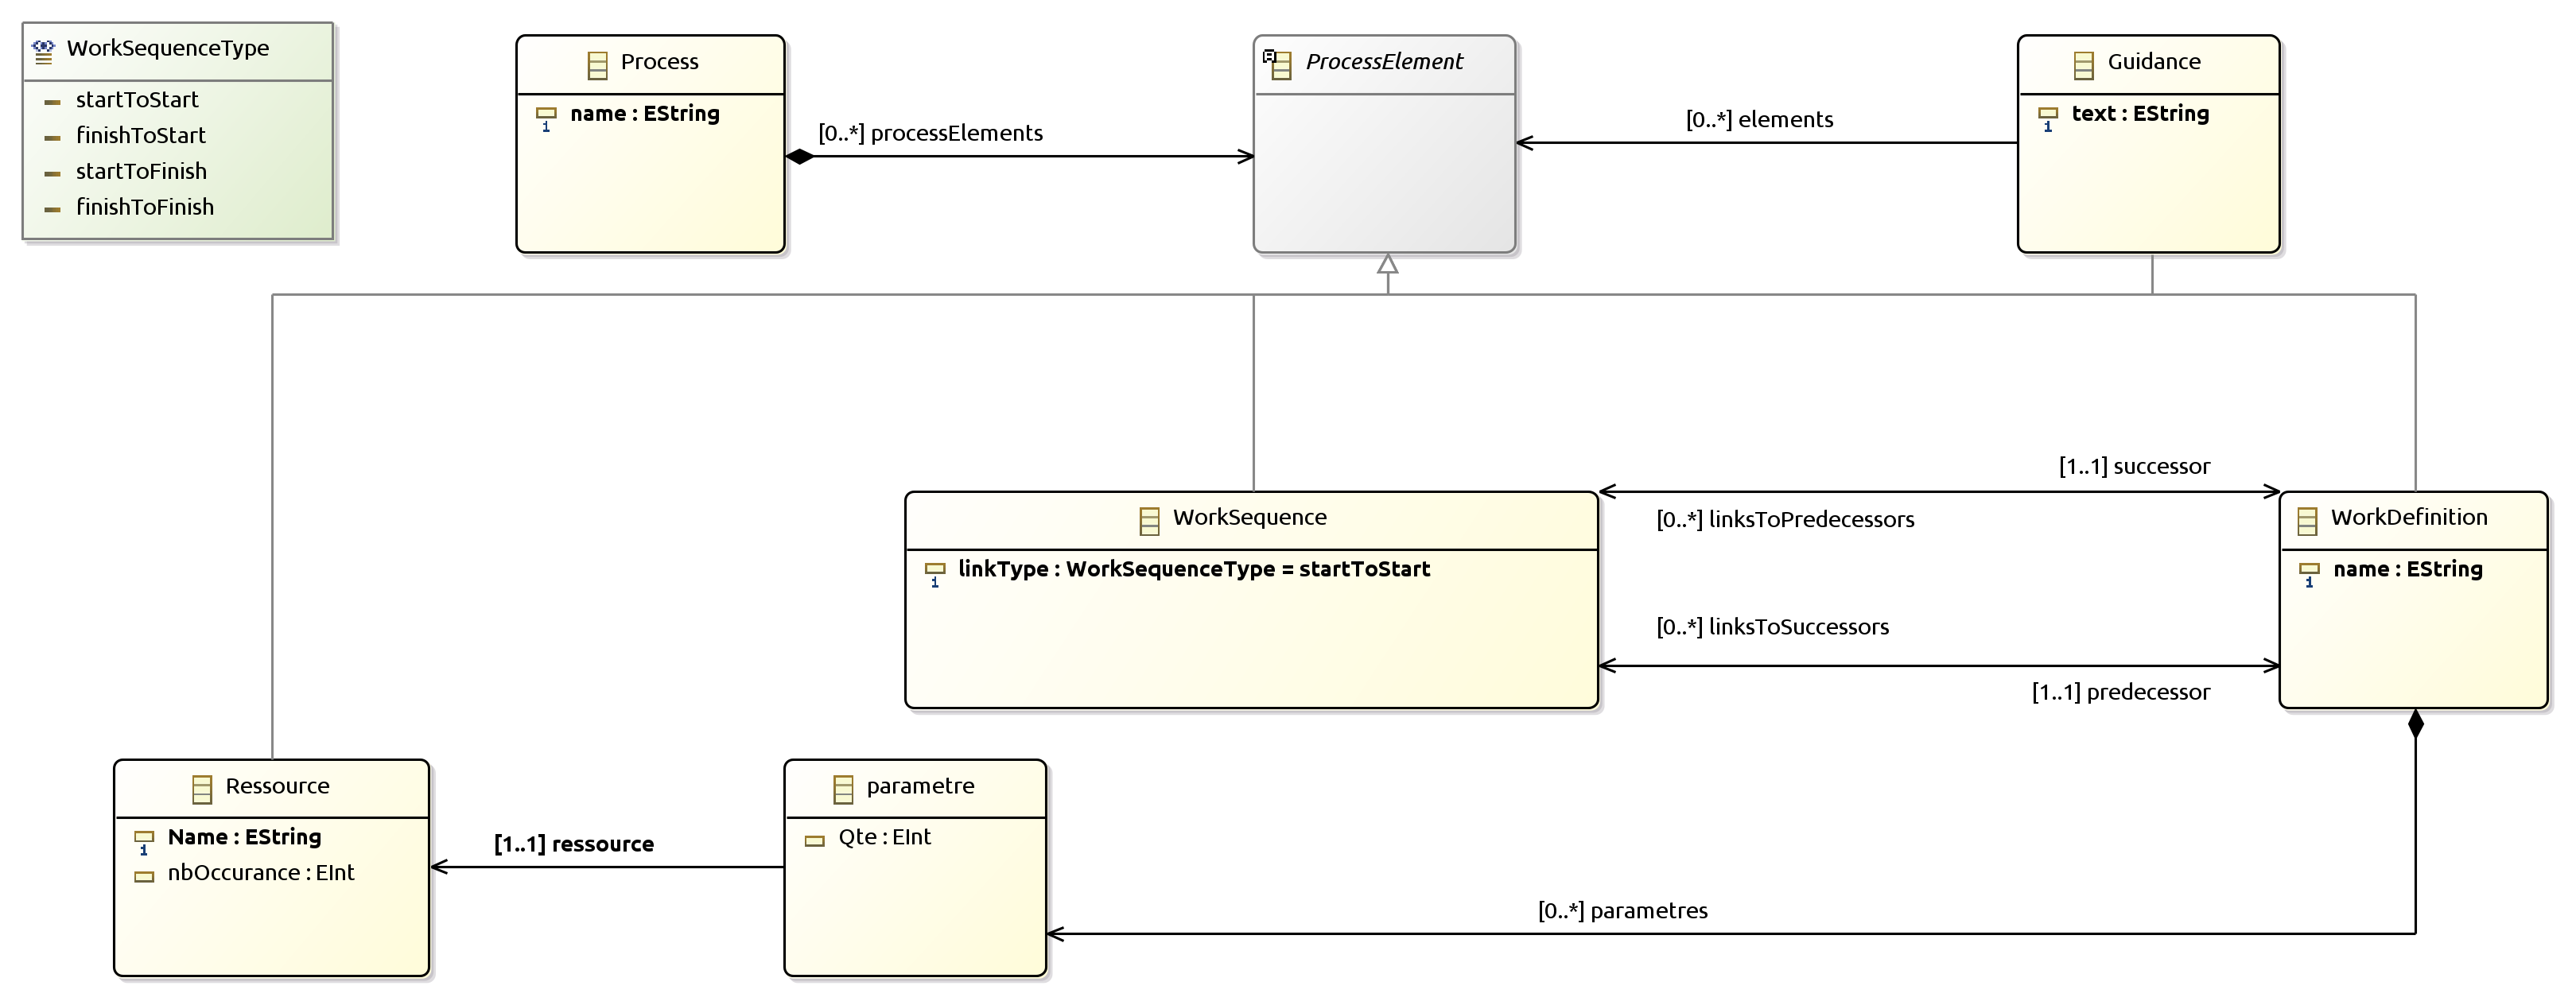 WorkSequenceType
startToStart
finishToStart
startToFinish
finishToFinish
Process
name : EString
[0..*] processElements
ProcessElement
[0..*] elements
Guidance
text : EString
WorkSequence
linkType : WorkSequenceType = startToStart
[1..1] successor
[0..*] linksToPredecessors
[0..*] linksToSuccessors
[1..1] predecessor
WorkDefinition
name : EString
Ressource
Name : EString
nbOccurance : EInt
[1..1] ressource
parametre
Qte : EInt
[0..*] parametres